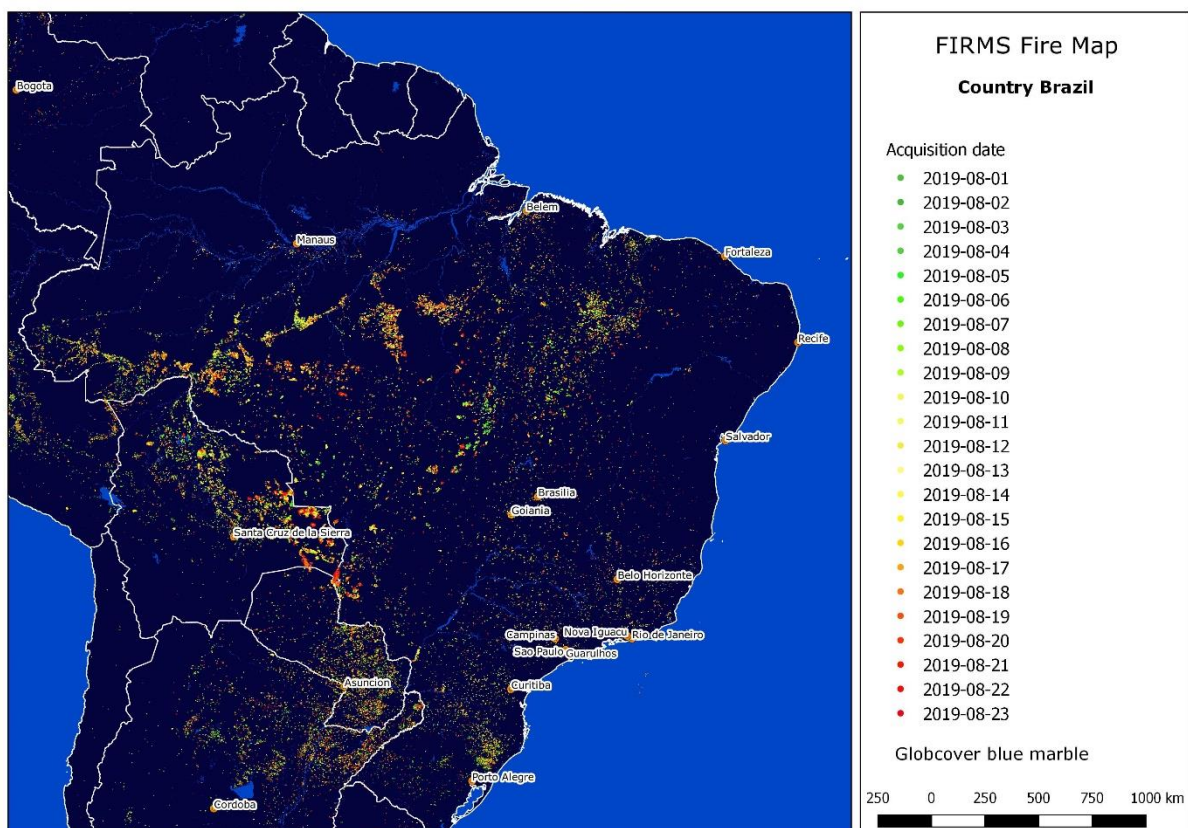 FIRMS Fire Map
Country Brazil
Acquisition date
2019-08-01
2019-08-02
2019-08-03
2019-08-04
2019-08-05
2019-08-06
2019-08-07
2019-08-08
2019-08-09
2019-08-10
2019-08-11
2019-08-12
2019-08-13
2019-08-14
2019-08-15
2019-08-16
2019-08-17
2019-08-18
2019-08-19
2019-08-20
2019-08-21
2019-08-22
2019-08-23
Globcover blue marble
250 0 250 500 750 1000 km
Bogota
Belem
Manaus
Fortaleza
Recife
Salvador
Brasilia
Goiania
Santa Cruz de la Sierra
Belo Horizonte
Campinas
Nova Iguacu
Rio de Janeiro
Sao Paulo
Guarulhos
Asuncion
Curitiba
Porto Alegre
Cordoba